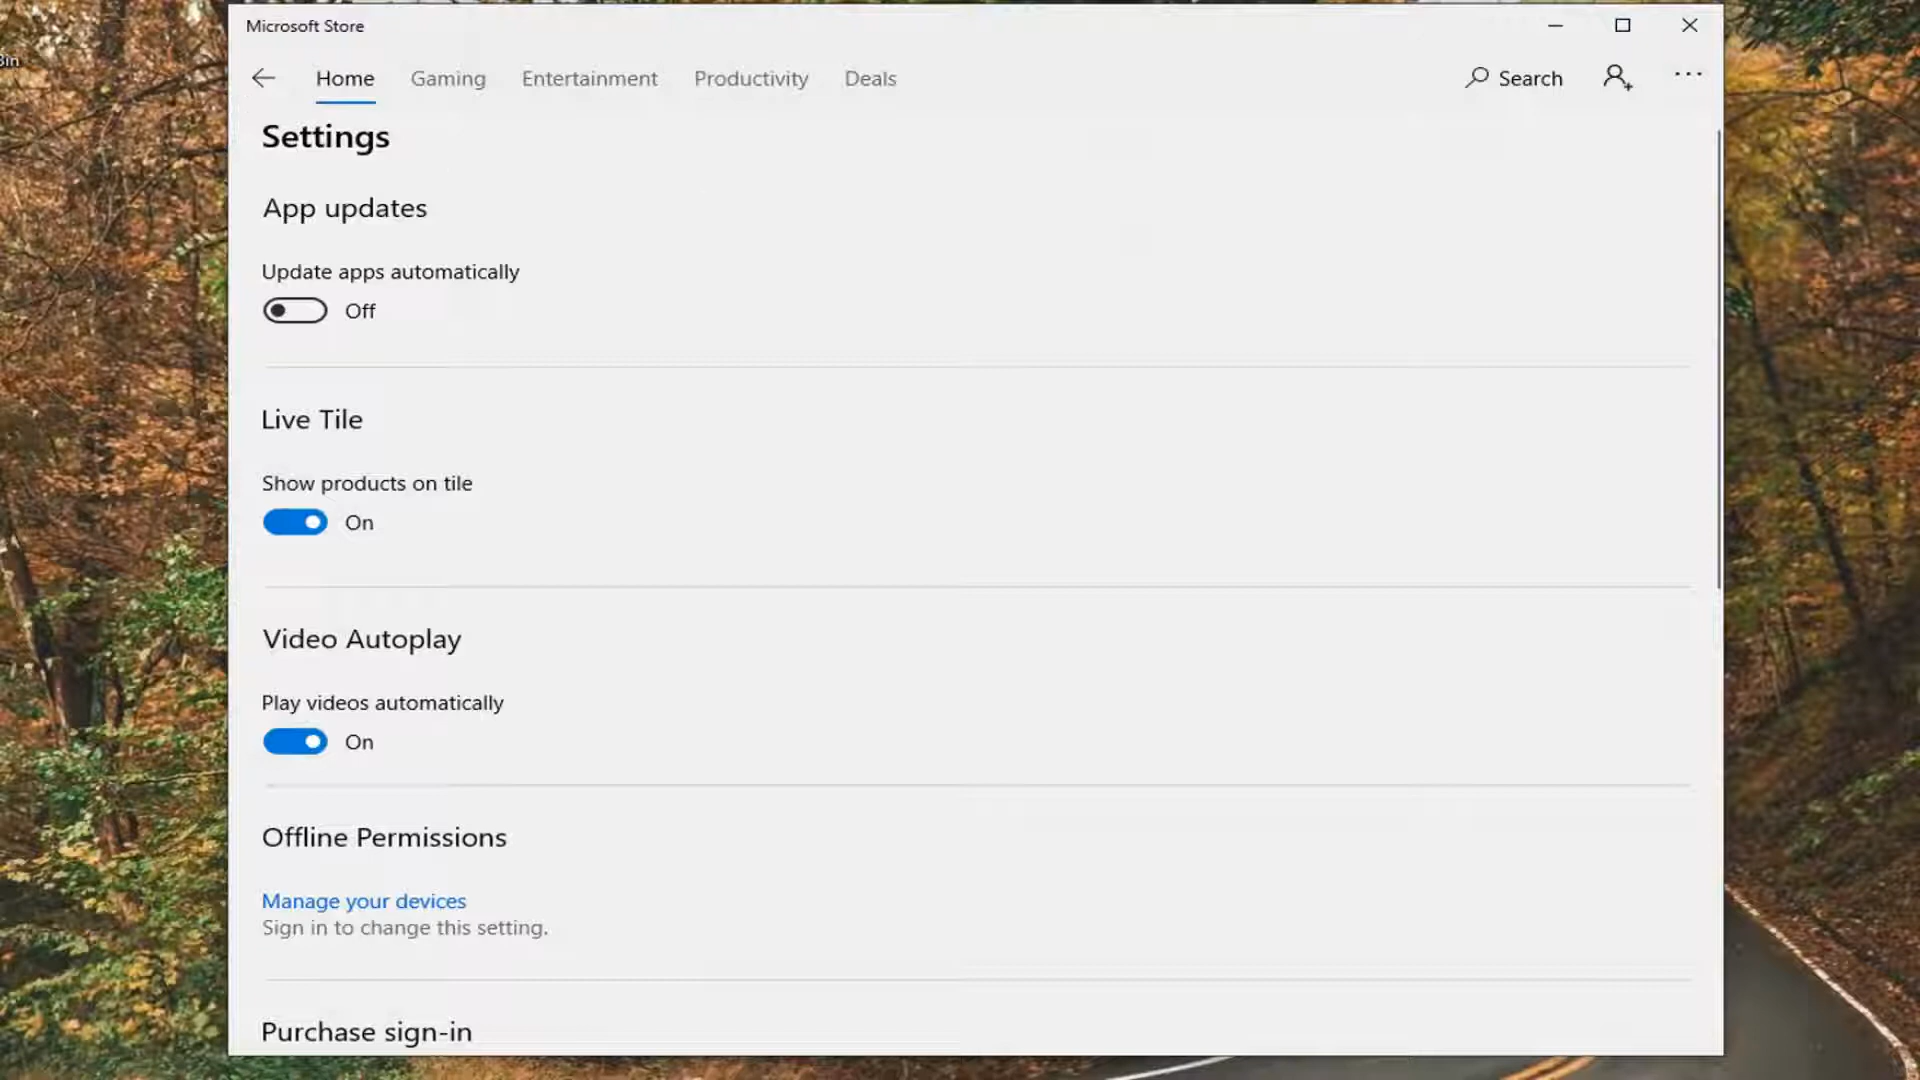 Microsoft Store
Bin
Home Gaming Entertainment Productivity Deals Search
Settings
App updates
Update apps automatically
Off
Live Tile
Show products on tile
On
Video Autoplay
Play videos automatically
On
Offline Permissions
Manage your devices
Sign in to change this setting.
Purchase sign-in